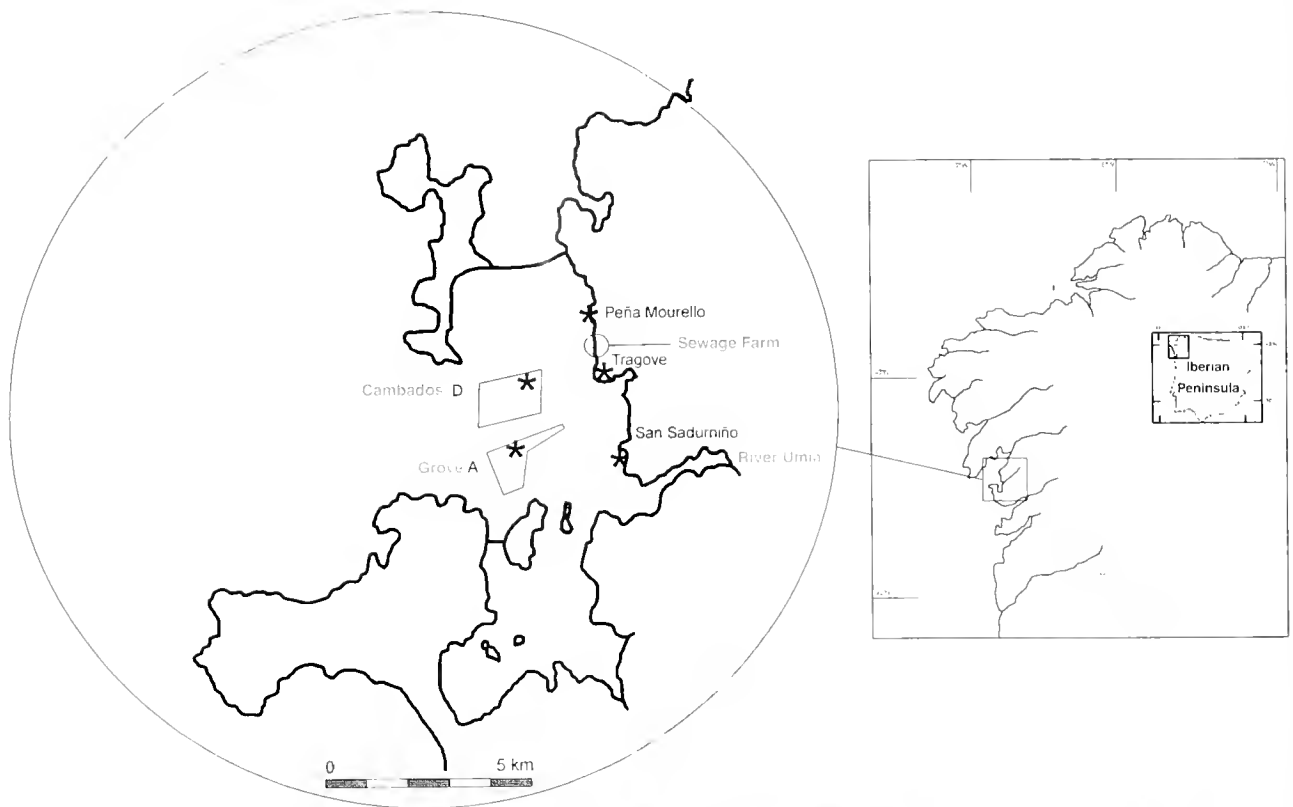 Peña Mourello
Sewage Farm
Tragove
Cambados D
San Sadurniño
Grove A
River Umia
0 5 km
Iberian
Peninsula